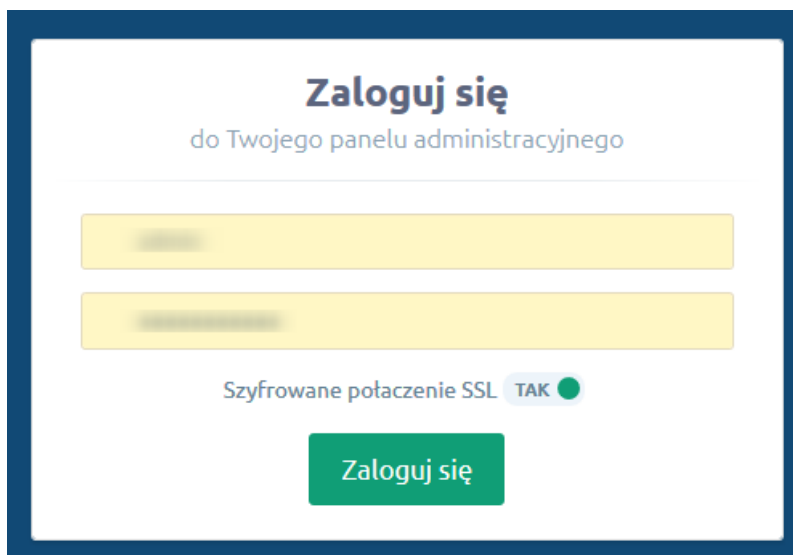 Zaloguj się
do Twojego panelu administracyjnego
Szyfrowane połaczenie SSL TAK
Zaloguj się